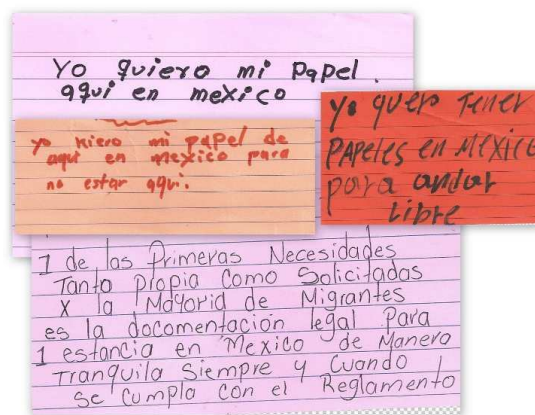 Yo quiero mi papel.
aqui en mexico
yo kiero mi papel de
aqui en mexico para
no estar aqui.
yo quero Tener
PAPELES en MEXICO
para andar
Libre
1 de las Primeras Necesidades
Tanto propia Como Solicitadas
X la Mayoria de Migrantes
es la documentación legal Para
1 estancia en Mexico de Manera
Tranquila Siempre y Cuando
Se Cumpla con el Reglamento